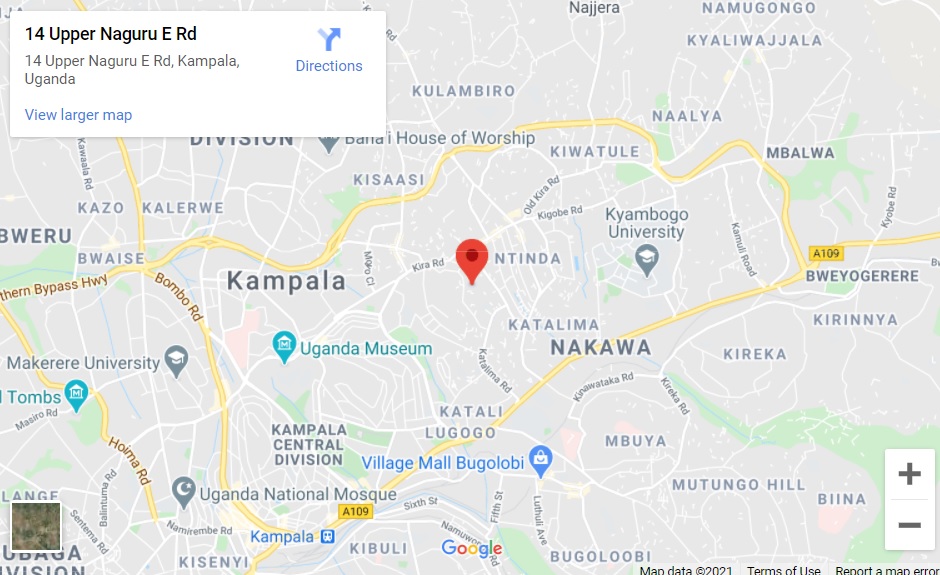 14 Upper Naguru E Rd
14 Upper Naguru E Rd, Kampala,
Uganda
Directions
View larger map
Najjera
NAMUGONGO
KYALIWAJJALA
KULAMBIRO
NAALYA
DIVISION
Baha'i House of Worship
KIWATULE
MBALWA
Kawaala Rd
KISAASI
Old Kira Rd
KAZO
KALERWE
Kigobe Rd
Kyambogo
University
Kyobe Rd
BWERU
Kamuli Road
BWAISE
Kira Rd
NTINDA
A109
Kampala
BWEYOGERERE
thern Bypass Hwy
Bombo Rd
KATALIMA
KIRINNYA
Uganda Museum
NAKAWA
KIREKA
Makerere University
Katalima Rd
Kinawataka Rd
Kireka Rd
l Tombs
Masiro Rd
KATALI
LUGOGO
KAMPALA
CENTRAL
DIVISION
MBUYA
Hoima Rd
Village Mall Bugolobi
MUTUNGO HILL
LANGE
Balintuma Rd
Uganda National Mosque
BIINA
A109
Sixth St
Fifth St
Luthuli Ave
Sentema Rd
Namirembe Rd
Kampala
KISENYI
KIBULI
Namuwongo Rd
Google
BUGOLOOBI
UBAGA
DIVISION
Map data ©2021
Terms of Use
Report a map error